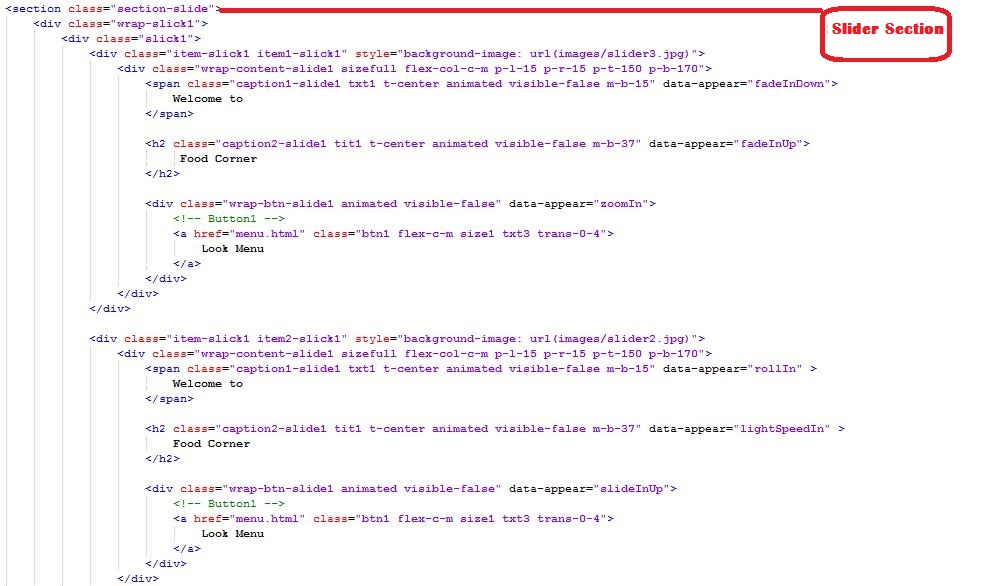 <section class="section-slide">
Slider Section
<div class="wrap-slick1">
<div class="slick1">
<div class="item-slick1 item1-slick1" style="background-image: url(images/slider3.jpg)">
<div class="wrap-content-slide1 sizefull flex-col-c-m p-l-15 p-r-15 p-t-150 p-b-170">
<span class="caption1-slide1 txt1 t-center animated visible-false m-b-15" data-appear="fadeInDown">
Welcome to
</span>
<h2 class="caption2-slide1 tit1 t-center animated visible-false m-b-37" data-appear="fadeInUp">
Food Corner
</h2>
<div class="wrap-btn-slide1 animated visible-false" data-appear="zoomIn">
<!-- Button1 -->
<a href="menu.html" class="btn1 flex-c-m size1 txt3 trans-0-4">
Look Menu
</a>
</div>
</div>
</div>
<div class="item-slick1 item2-slick1" style="background-image: url(images/slider2.jpg)">
<div class="wrap-content-slide1 sizefull flex-col-c-m p-l-15 p-r-15 p-t-150 p-b-170">
<span class="caption1-slide1 txt1 t-center animated visible-false m-b-15" data-appear="rollIn" >
Welcome to
</span>
<h2 class="caption2-slide1 tit1 t-center animated visible-false m-b-37" data-appear="lightSpeedIn" >
Food Corner
</h2>
<div class="wrap-btn-slide1 animated visible-false" data-appear="slideInUp">
<!-- Button1 -->
<a href="menu.html" class="btn1 flex-c-m size1 txt3 trans-0-4">
Look Menu
</a>
</div>
</div>